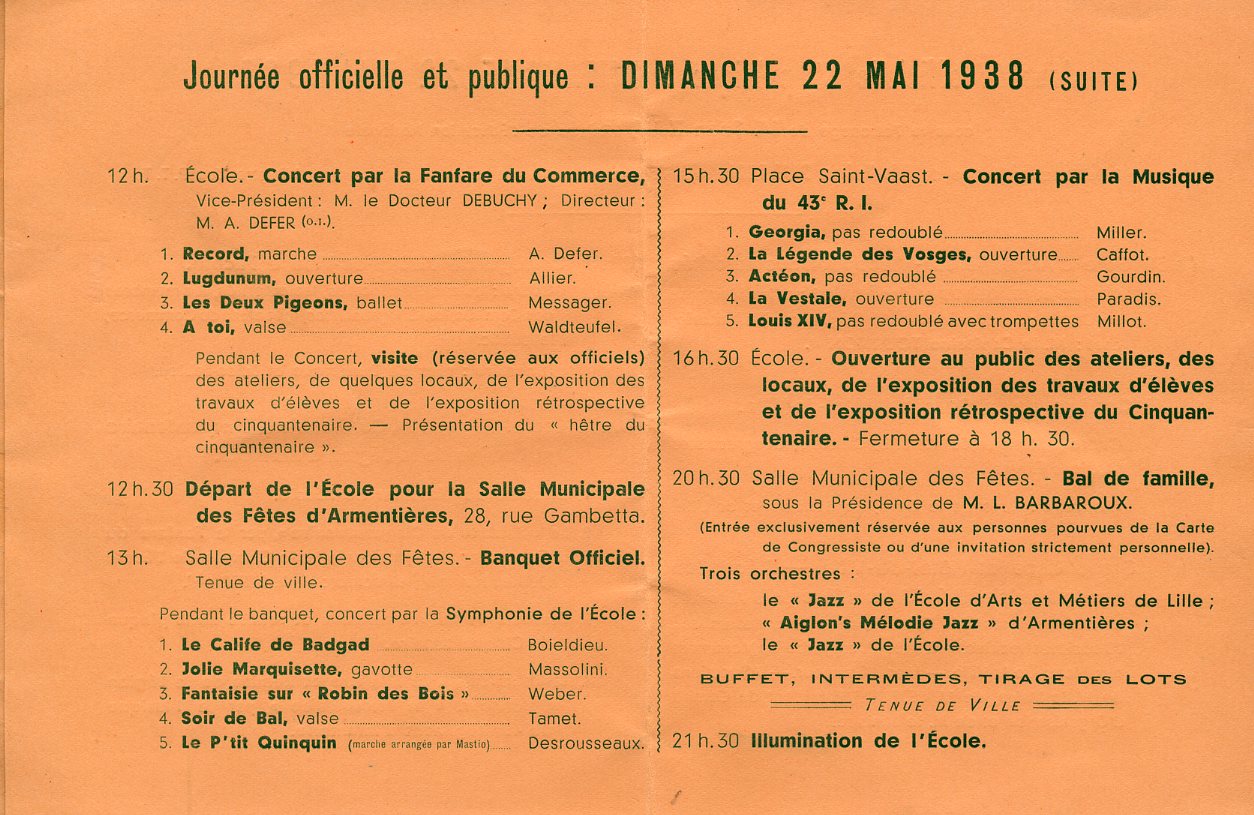 Journée officielle et publique : DIMANCHE 22 MAI 1938 (SUITE)
12 h. École. - Concert par la Fanfare du Commerce,
Vice-Président : M. le Docteur DEBUCHY ; Directeur :
M. A. DEFER (O.I.).
1. Record, marche A. Defer.
2. Lugdunum, ouverture Allier.
3. Les Deux Pigeons, ballet Messager.
4. A toi, valse Waldteufel.
Pendant le Concert, visite (réservée aux officiels)
des ateliers, de quelques locaux, de l'exposition des
travaux d'élèves et de l'exposition rétrospective
du cinquantenaire. — Présentation du « hêtre du
cinquantenaire ».
12 h. 30 Départ de l'École pour la Salle Municipale
des Fêtes d'Armentières, 28, rue Gambetta.
13 h. Salle Municipale des Fêtes. - Banquet Officiel.
Tenue de ville.
Pendant le banquet, concert par la Symphonie de l'École :
1. Le Calife de Badgad Boieldieu.
2. Jolie Marquisette, gavotte Massolini.
3. Fantaisie sur « Robin des Bois » Weber.
4. Soir de Bal, valse Tamet.
5. Le P'tit Quinquin (marche arrangée par Mastio) Desrousseaux.
15 h. 30 Place Saint-Vaast. - Concert par la Musique
du 43e R. I.
1. Georgia, pas redoublé Miller.
2. La Légende des Vosges, ouverture Caffot.
3. Actéon, pas redoublé Gourdin.
4. La Vestale, ouverture Paradis.
5. Louis XIV, pas redoublé avec trompettes Millot.
16 h. 30 École. - Ouverture au public des ateliers, des
locaux, de l'exposition des travaux d'élèves
et de l'exposition rétrospective du Cinquan-
tenaire. - Fermeture à 18 h. 30.
20 h. 30 Salle Municipale des Fêtes. - Bal de famille,
sous la Présidence de M. L. BARBAROUX.
(Entrée exclusivement réservée aux personnes pourvues de la Carte
de Congressiste ou d'une invitation strictement personnelle).
Trois orchestres :
le « Jazz » de l'École d'Arts et Métiers de Lille ;
« Aiglon's Mélodie Jazz » d'Armentières ;
le « Jazz » de l'École.
BUFFET, INTERMÈDES, TIRAGE DES LOTS
TENUE DE VILLE
21 h. 30 Illumination de l'École.